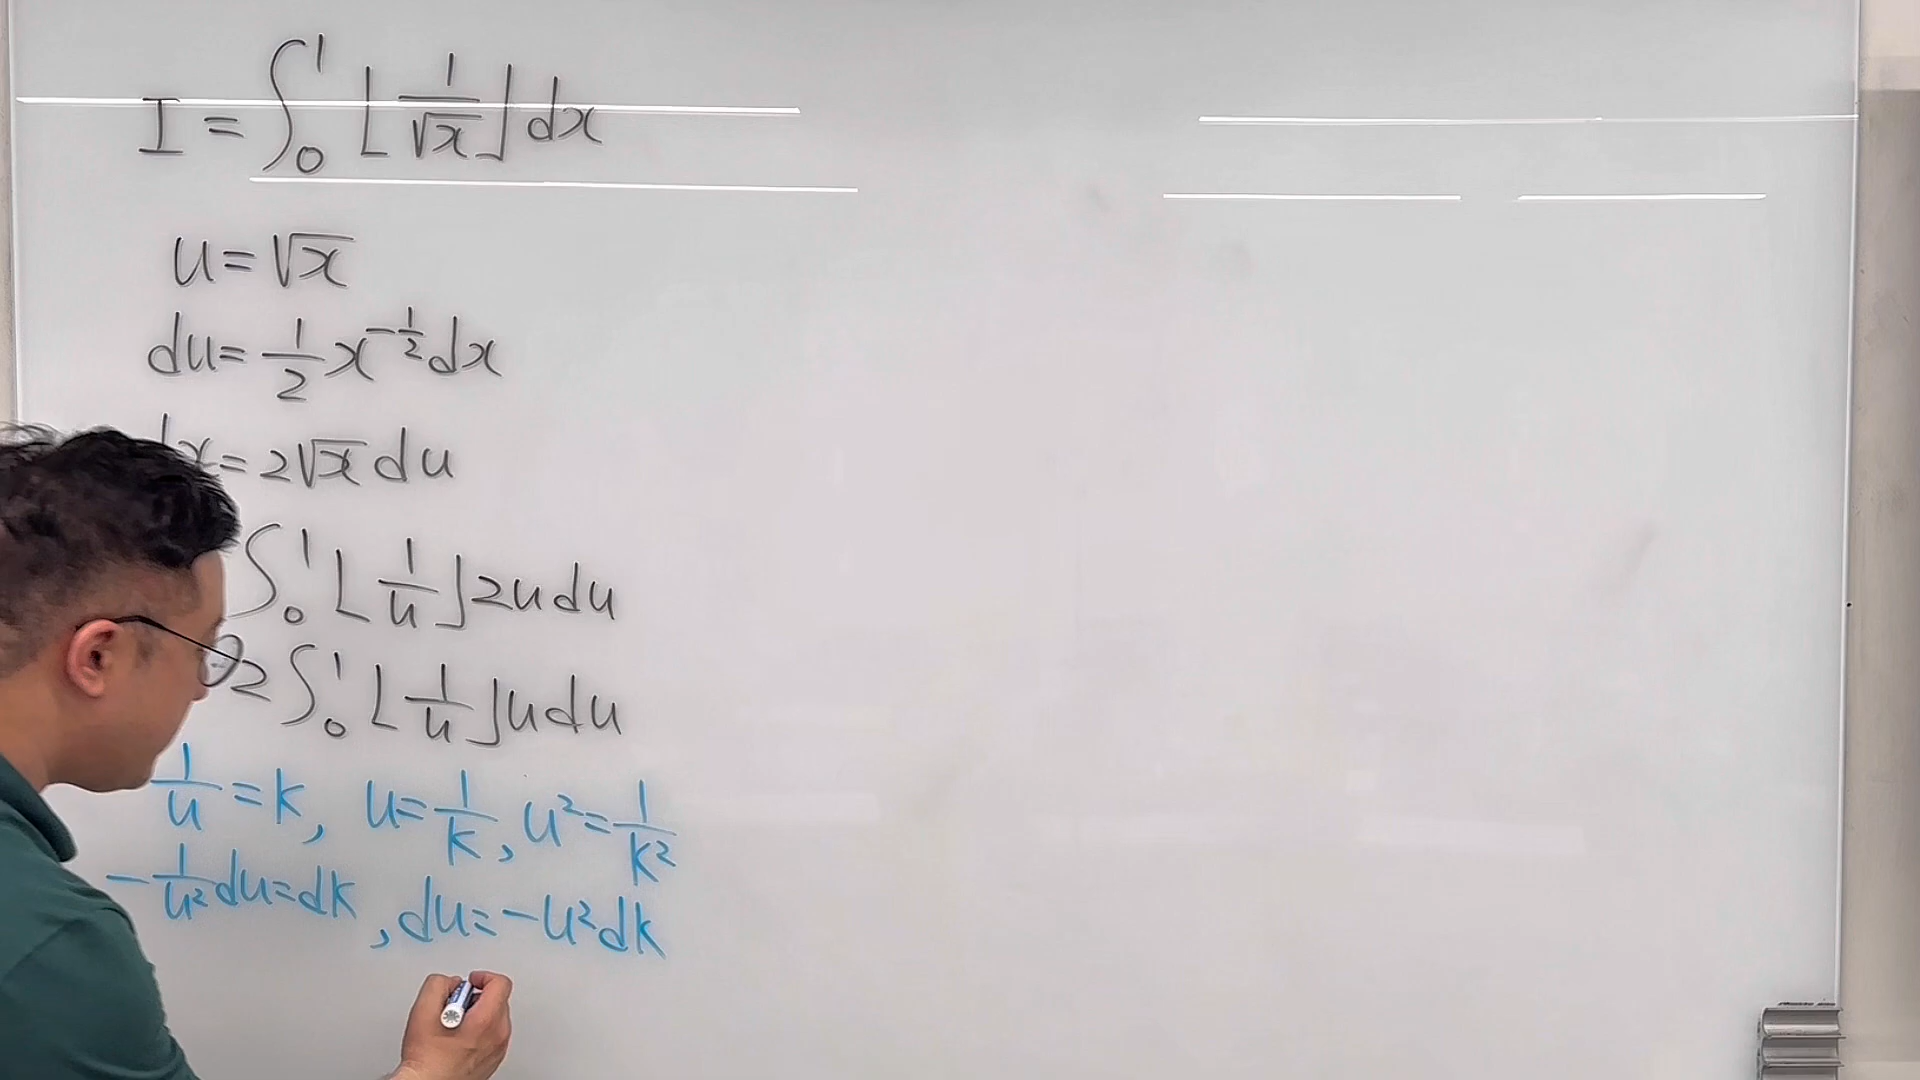 I = ∫₀¹ ⌊1/√x⌋ dx
u = √x
du = 1/2 x^(-1/2) dx
dx = 2√x du
∫₀¹ ⌊1/u⌋ 2u du
2 ∫₀¹ ⌊1/u⌋ u du
1/u = k, u = 1/k, u² = 1/k²
-1/u² du = dk, du = -u² dk